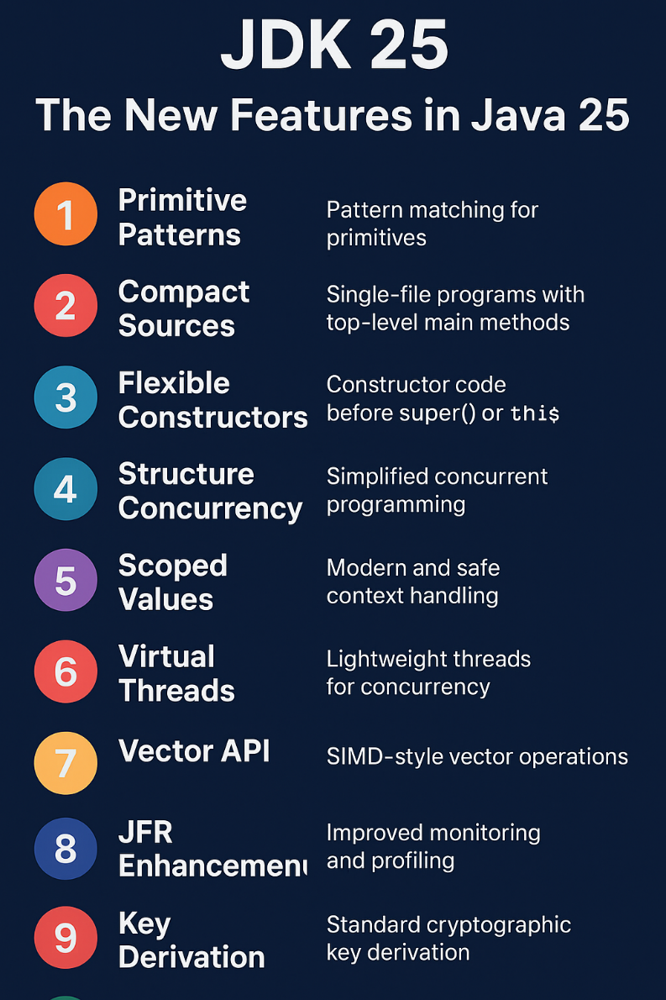 JDK 25
The New Features in Java 25
1
Primitive
Patterns
Pattern matching for
primitives
2
Compact
Sources
Single-file programs with
top-level main methods
3
Flexible
Constructors
Constructor code
before super() or thi$
4
Structure
Concurrency
Simplified concurrent
programming
5
Scoped
Values
Modern and safe
context handling
6
Virtual
Threads
Lightweight threads
for concurrency
7
Vector API
SIMD-style vector operations
8
JFR
Enhancemen
Improved monitoring
and profiling
9
Key
Derivation
Standard cryptographic
key derivation